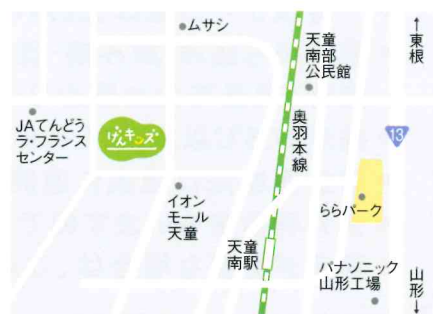 ムサシ
天童
南部
公民館
↑
東根
JAてんどう
ラ・フランス
センター
げんキッズ
奥羽本線
13
イオン
モール
天童
ららパーク
天童
南駅
パナソニック
山形工場
山形
↓